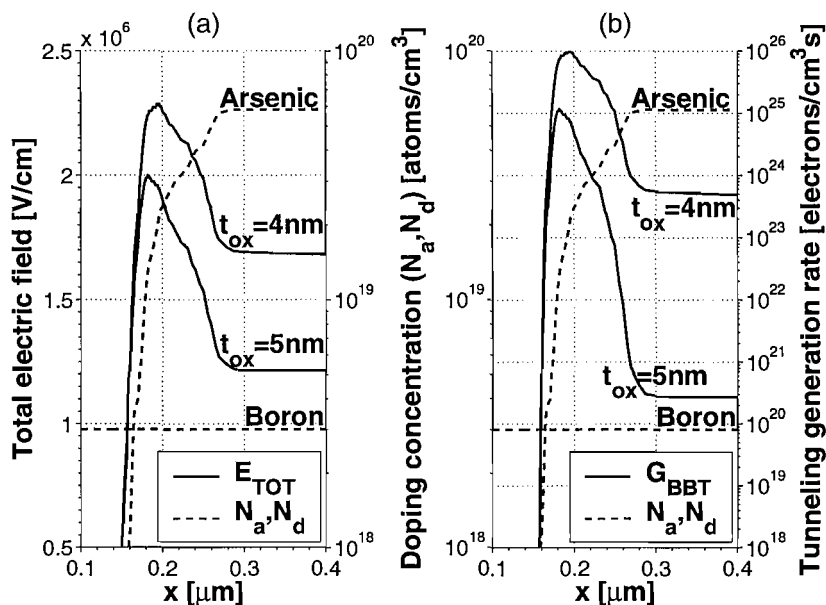 (a)
x 10^6
2.5
2
1.5
1
0.5
Total electric field [V/cm]
10^20
10^19
10^18
Doping concentration (N_a,N_d) [atoms/cm^3]
Arsenic
t_ox=4nm
t_ox=5nm
Boron
E_TOT
N_a,N_d
0.1 0.2 0.3 0.4
x [μm]
(b)
10^20
10^19
10^18
10^26
10^25
10^24
10^23
10^22
10^21
10^20
10^19
10^18
Tunneling generation rate [electrons/cm^3 s]
Arsenic
t_ox=4nm
t_ox=5nm
Boron
G_BBT
N_a,N_d
0.1 0.2 0.3 0.4
x [μm]